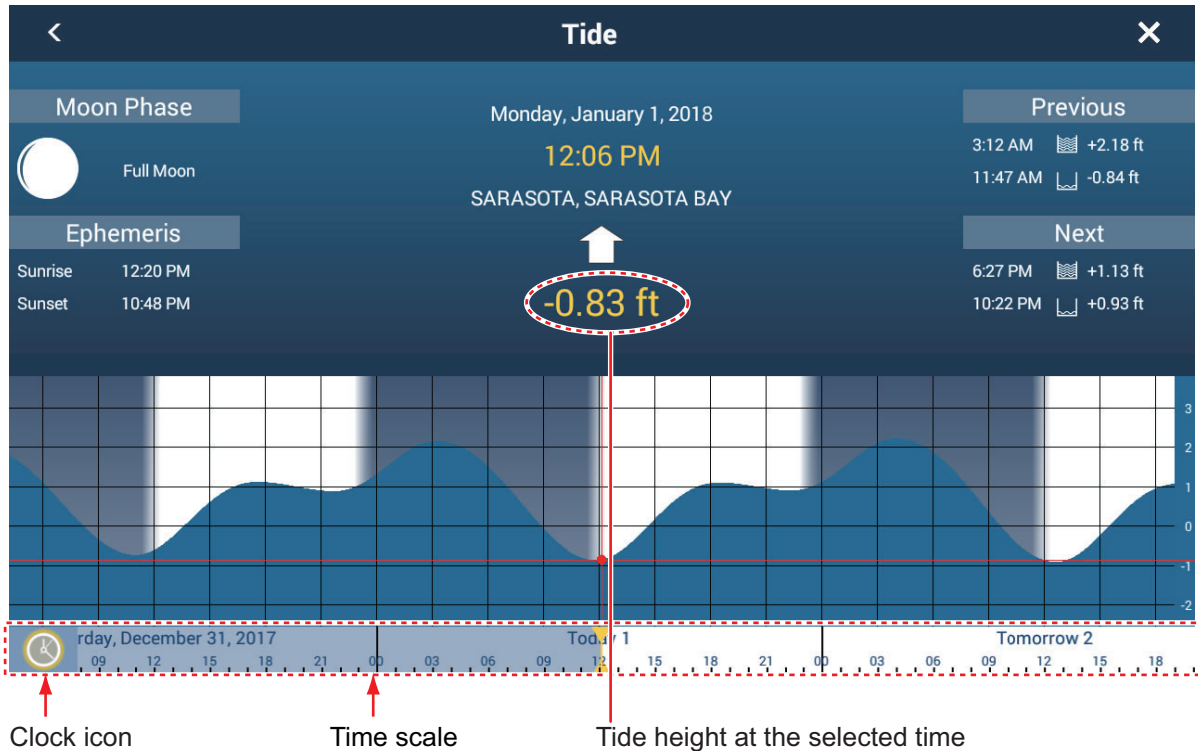 Tide
Moon Phase
Full Moon
Ephemeris
Sunrise 12:20 PM
Sunset 10:48 PM
Monday, January 1, 2018
12:06 PM
SARASOTA, SARASOTA BAY
-0.83 ft
Previous
3:12 AM +2.18 ft
11:47 AM -0.84 ft
Next
6:27 PM +1.13 ft
10:22 PM +0.93 ft
3
2
1
0
-1
-2
rday, December 31, 2017 Today 1 Tomorrow 2
09 12 15 18 21 00 03 06 09 12 15 18 21 00 03 06 09 12 15 18
Clock icon Time scale Tide height at the selected time